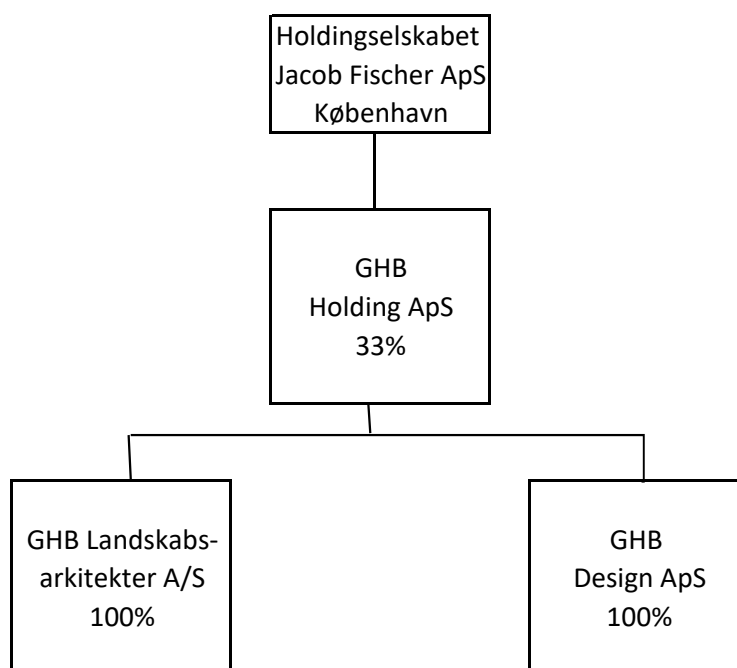 Holdingselskabet
Jacob Fischer ApS
København
GHB
Holding ApS
33%
GHB Landskabs-
arkitekter A/S
100%
GHB
Design ApS
100%